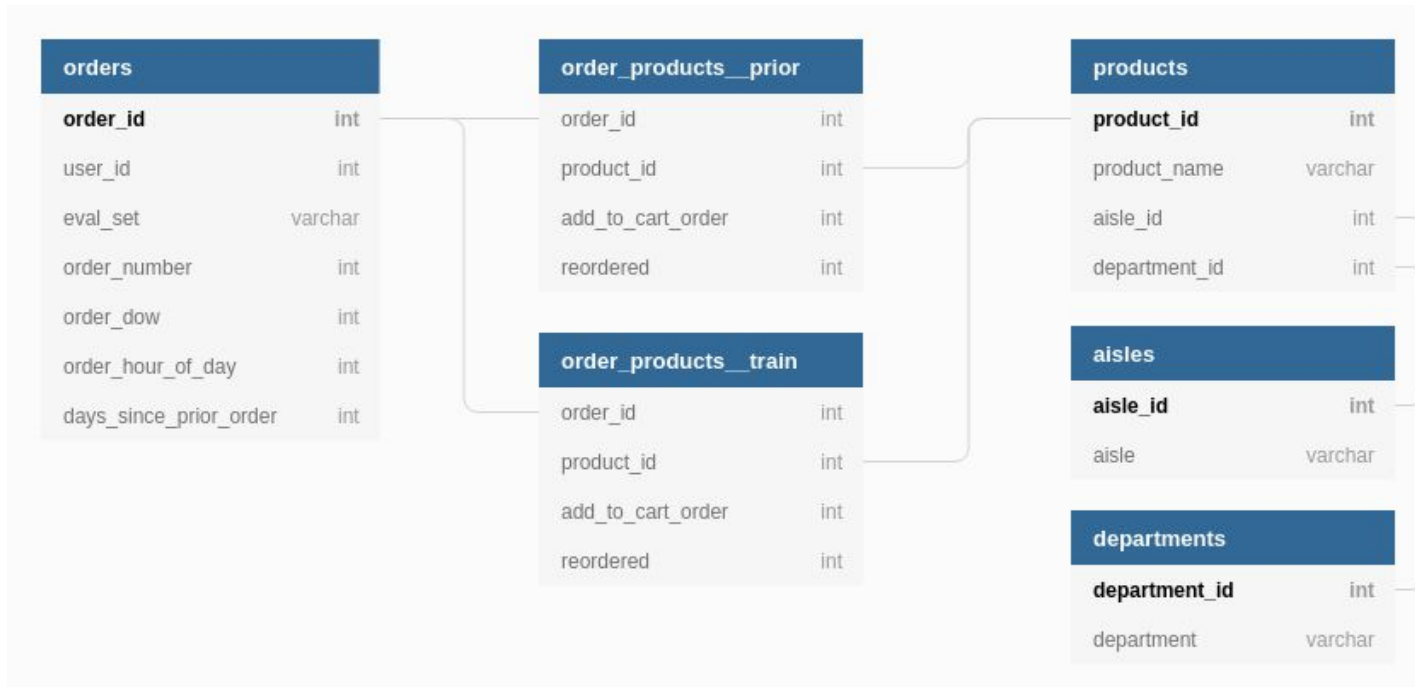 orders
order_id int
user_id int
eval_set varchar
order_number int
order_dow int
order_hour_of_day int
days_since_prior_order int
order_products__prior
order_id int
product_id int
add_to_cart_order int
reordered int
order_products__train
order_id int
product_id int
add_to_cart_order int
reordered int
products
product_id int
product_name varchar
aisle_id int
department_id int
aisles
aisle_id int
aisle varchar
departments
department_id int
department varchar